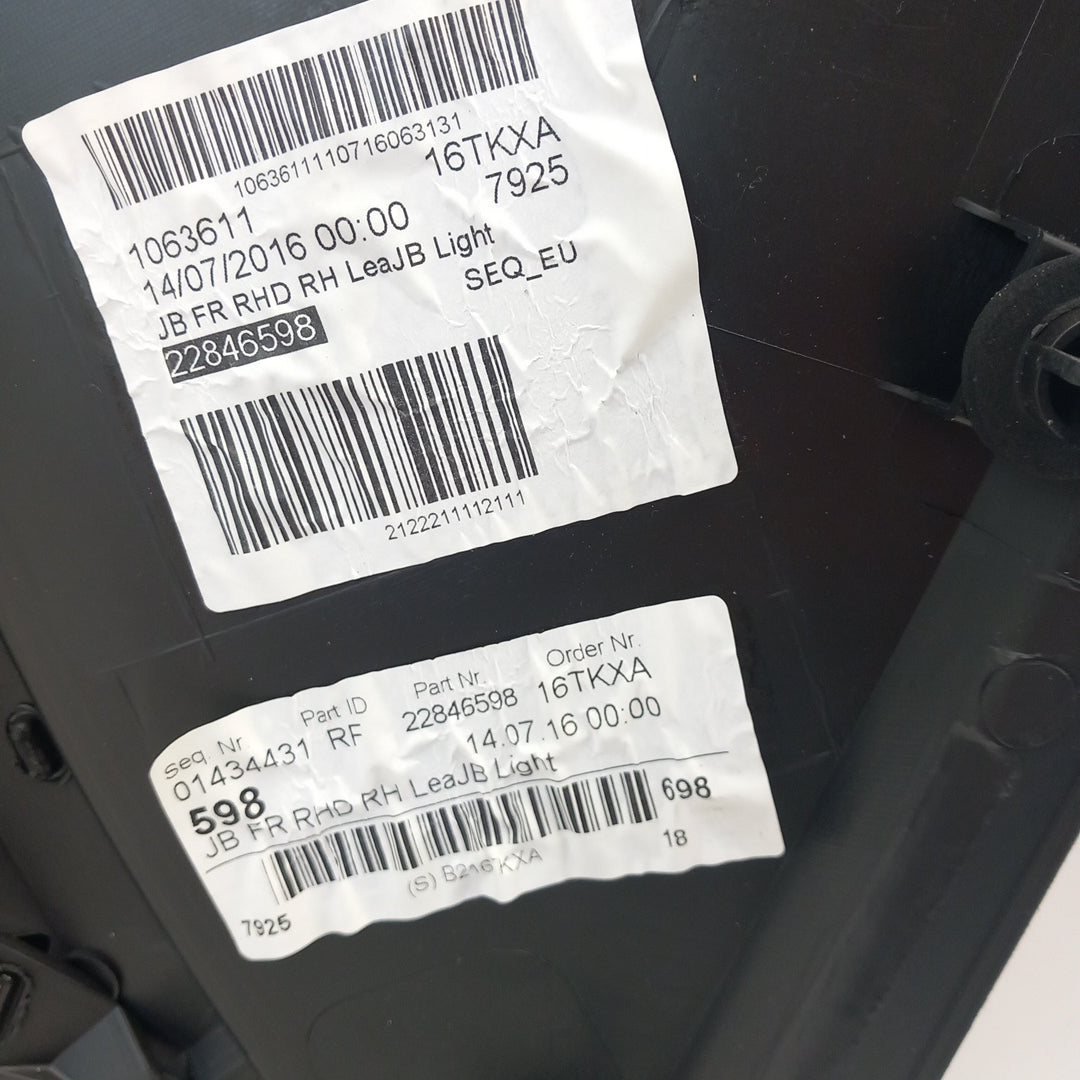 1063611110716063131
16TKXA
7925
1063611
14/07/2016 00:00
JB FR RHD RH LeaJB Light
SEQ_EU
22846598
2122211112111
Seq Nr. Part ID Part Nr. Order Nr.
01434431 RF 22846598 16TKXA
598 14.07.16 00:00
JB FR RHD RH LeaJB Light
698
(S) B216TKXA
18
7925